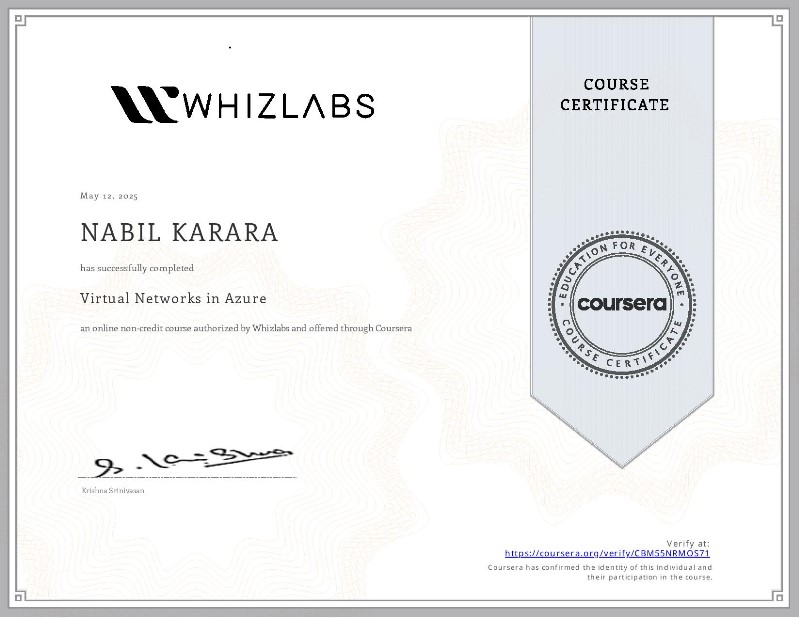 WHIZLABS
COURSE
CERTIFICATE
May 12, 2025
NABIL KARARA
has successfully completed
Virtual Networks in Azure
an online non-credit course authorized by Whizlabs and offered through Coursera
EDUCATION FOR EVERYONE
coursera
COURSE CERTIFICATE
Krishna Srinivasan
Verify at:
https://coursera.org/verify/CBM55NRMOS71
Coursera has confirmed the identity of this individual and
their participation in the course.